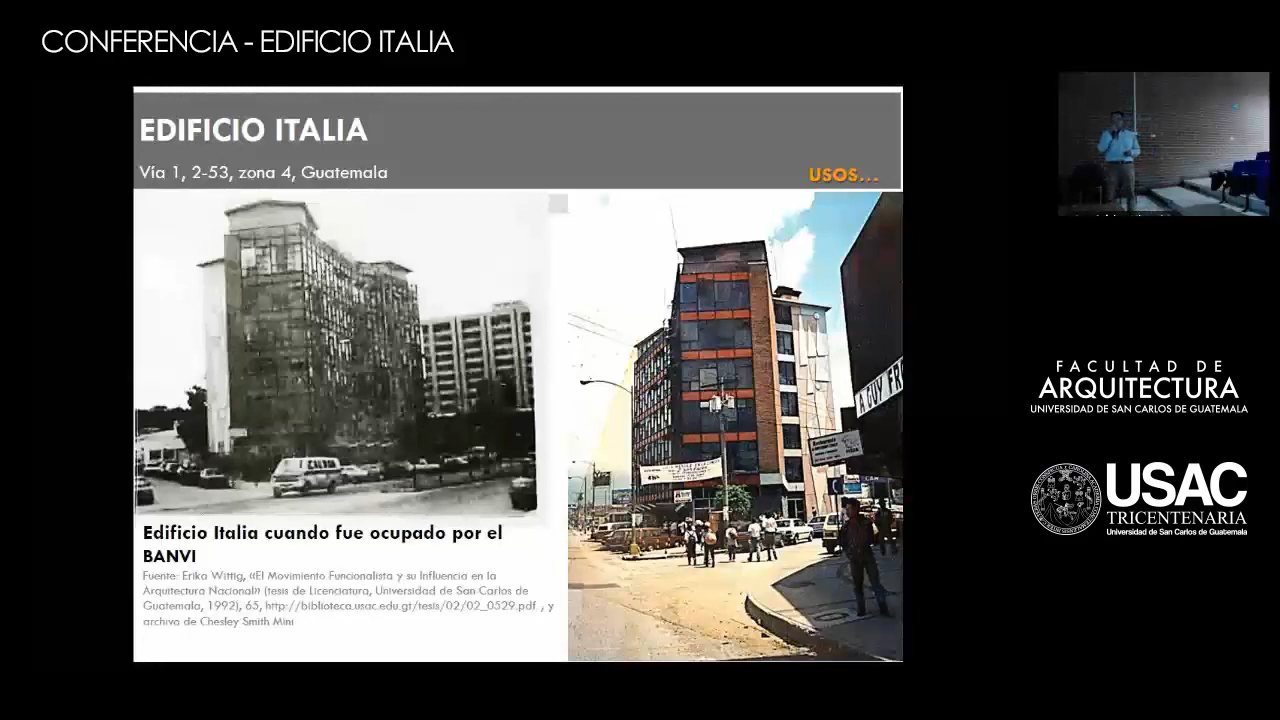 CONFERENCIA - EDIFICIO ITALIA
EDIFICIO ITALIA
Vía 1, 2-53, zona 4, Guatemala
USOS...
A BUY FR
Edificio Italia cuando fue ocupado por el
BANVI
Fuente: Erika Wittig, «El Movimiento Funcionalista y su Influencia en la
Arquitectura Nacional» (tesis de Licenciatura, Universidad de San Carlos de
Guatemala, 1992), 65, http://biblioteca.usac.edu.gt/tesis/02/02_0529.pdf. , y
archivo de Chesley Smith Mini
FACULTAD DE
ARQUITECTURA
UNIVERSIDAD DE SAN CARLOS DE GUATEMALA
USAC
TRICENTENARIA
Universidad de San Carlos de Guatemala